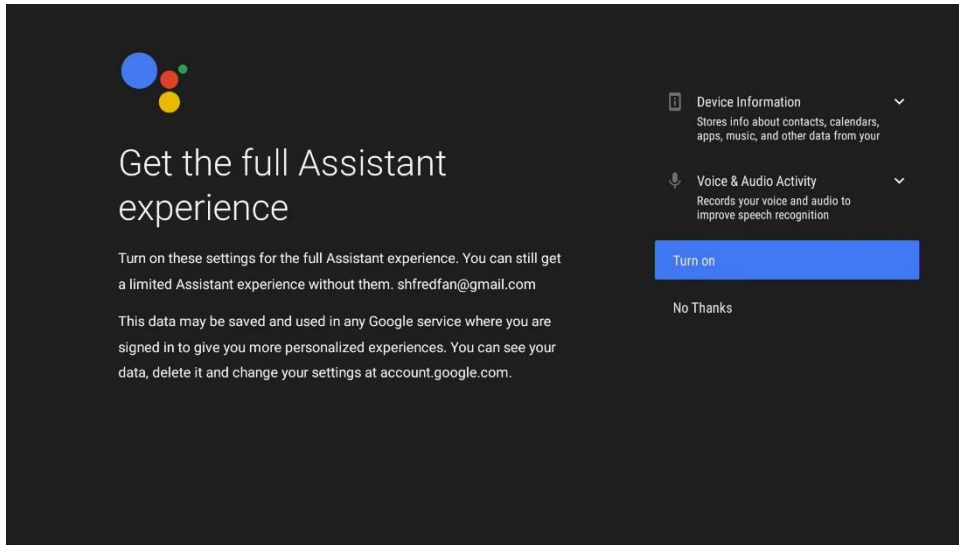 Get the full Assistant
experience
Turn on these settings for the full Assistant experience. You can still get
a limited Assistant experience without them. shfredfan@gmail.com
This data may be saved and used in any Google service where you are
signed in to give you more personalized experiences. You can see your
data, delete it and change your settings at account.google.com.
Device Information
Stores info about contacts, calendars,
apps, music, and other data from your
Voice & Audio Activity
Records your voice and audio to
improve speech recognition
Turn on
No Thanks